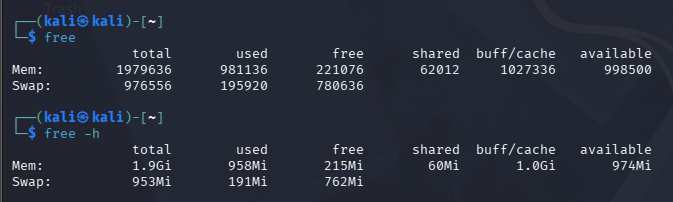 Trash
┌──(kali㉿kali)-[~]
└─$ free
               total        used        free      shared  buff/cache   available
Mem:         1979636      981136      221076       62012     1027336      998500
Swap:         976556      195920      780636
┌──(kali㉿kali)-[~]
└─$ free -h
               total        used        free      shared  buff/cache   available
Mem:           1.9Gi       958Mi       215Mi        60Mi       1.0Gi       974Mi
Swap:          953Mi       191Mi       762Mi